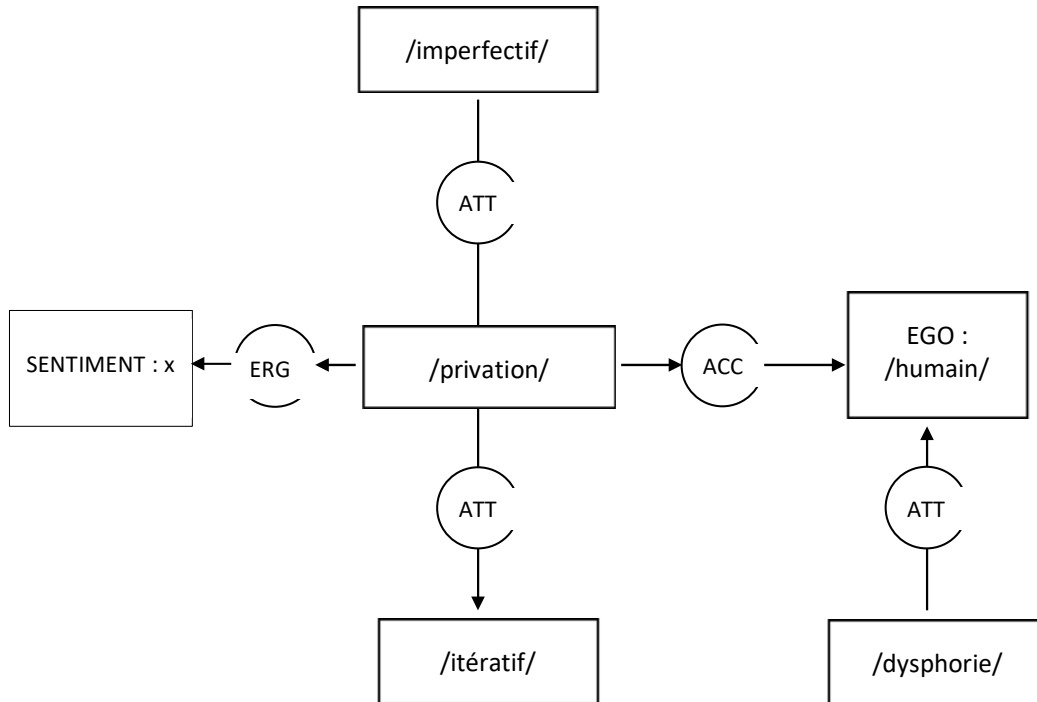 /imperfectif/
ATT
SENTIMENT : x
ERG
/privation/
ACC
EGO :
/humain/
ATT
ATT
/itératif/
/dysphorie/